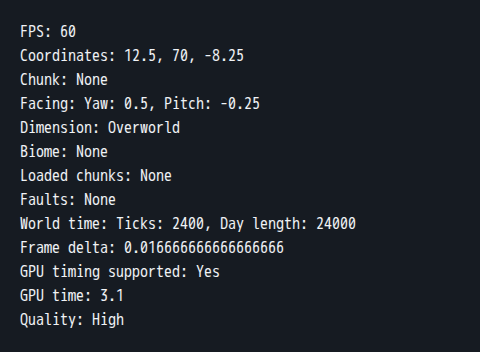 FPS: 60
Coordinates: 12.5, 70, -8.25
Chunk: None
Facing: Yaw: 0.5, Pitch: -0.25
Dimension: Overworld
Biome: None
Loaded chunks: None
Faults: None
World time: Ticks: 2400, Day length: 24000
Frame delta: 0.016666666666666666
GPU timing supported: Yes
GPU time: 3.1
Quality: High